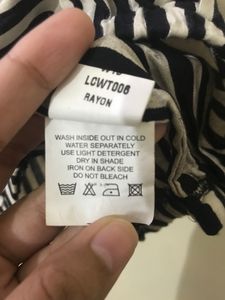 LCWT006
RAYON
WASH INSIDE OUT IN COLD
WATER SEPARATELY
USE LIGHT DETERGENT
DRY IN SHADE
IRON ON BACK SIDE
DO NOT BLEACH